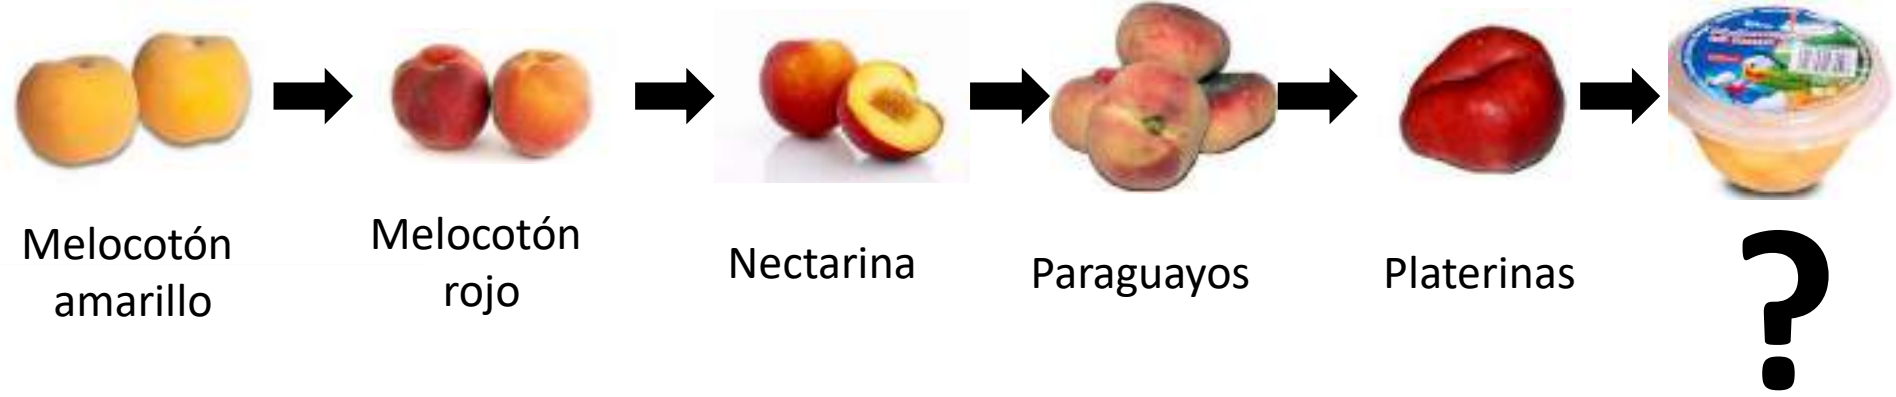 Melocotón
amarillo
Melocotón
rojo
Nectarina
Paraguayos
Platerinas
?